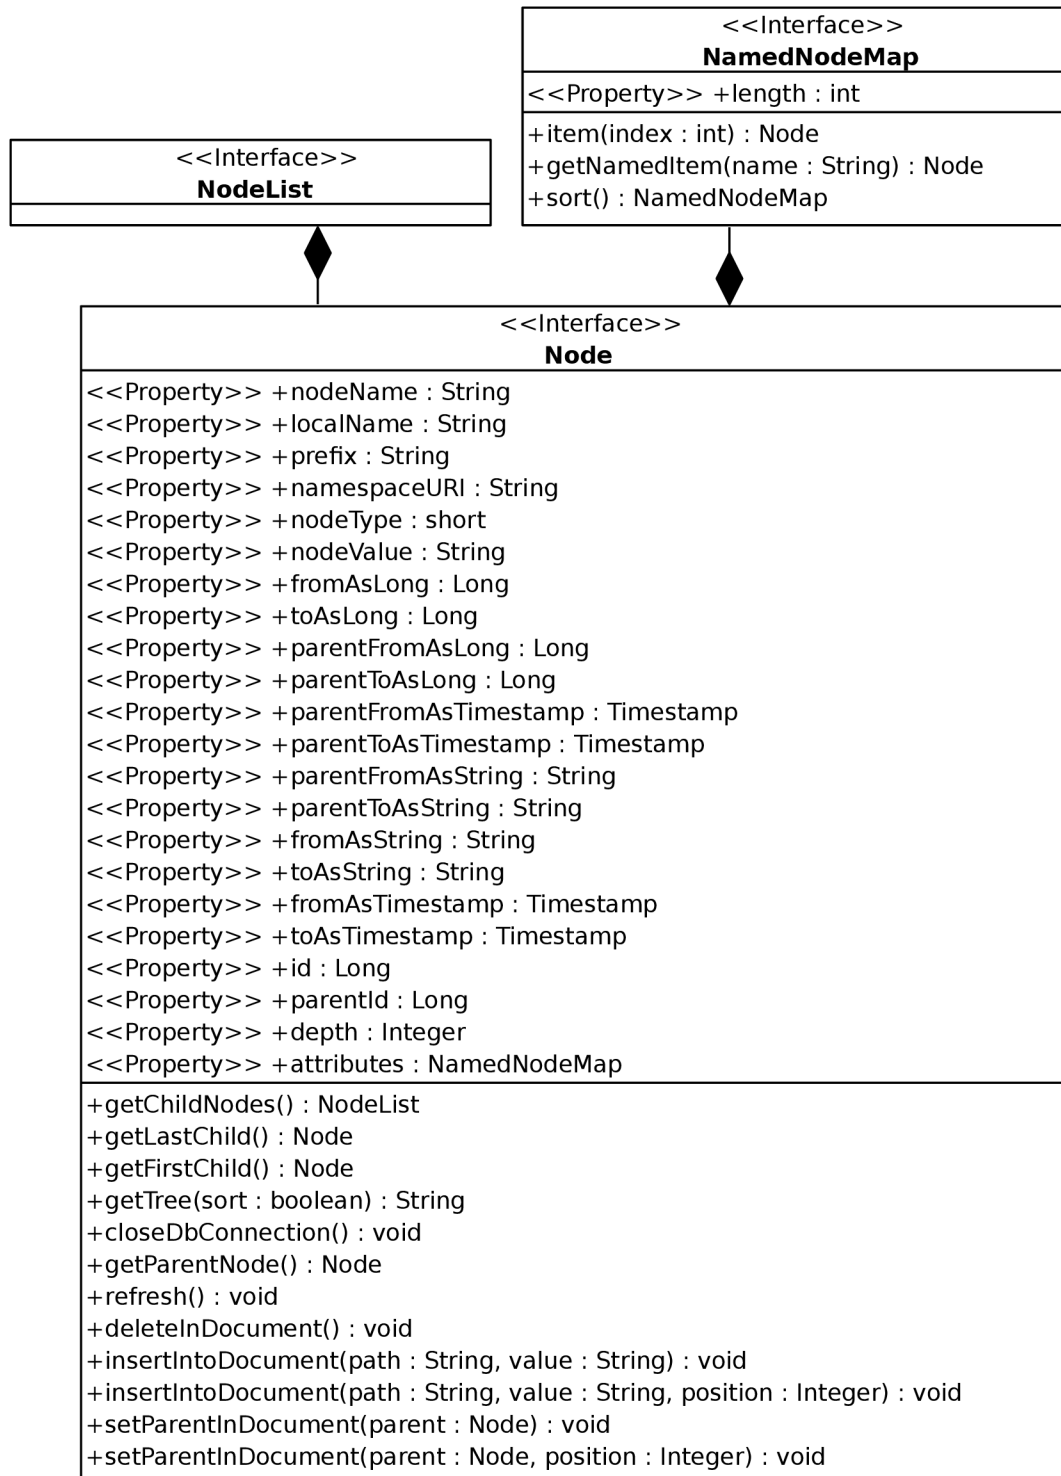 <<Interface>>
NamedNodeMap
<<Property>> +length : int
+item(index : int) : Node
+getNamedItem(name : String) : Node
+sort() : NamedNodeMap
<<Interface>>
NodeList
<<Interface>>
Node
<<Property>> +nodeName : String
<<Property>> +localName : String
<<Property>> +prefix : String
<<Property>> +namespaceURI : String
<<Property>> +nodeType : short
<<Property>> +nodeValue : String
<<Property>> +fromAsLong : Long
<<Property>> +toAsLong : Long
<<Property>> +parentFromAsLong : Long
<<Property>> +parentToAsLong : Long
<<Property>> +parentFromAsTimestamp : Timestamp
<<Property>> +parentToAsTimestamp : Timestamp
<<Property>> +parentFromAsString : String
<<Property>> +parentToAsString : String
<<Property>> +fromAsString : String
<<Property>> +toAsString : String
<<Property>> +fromAsTimestamp : Timestamp
<<Property>> +toAsTimestamp : Timestamp
<<Property>> +id : Long
<<Property>> +parentId : Long
<<Property>> +depth : Integer
<<Property>> +attributes : NamedNodeMap
+getChildNodes() : NodeList
+getLastChild() : Node
+getFirstChild() : Node
+getTree(sort : boolean) : String
+closeDbConnection() : void
+getParentNode() : Node
+refresh() : void
+deleteInDocument() : void
+insertIntoDocument(path : String, value : String) : void
+insertIntoDocument(path : String, value : String, position : Integer) : void
+setParentInDocument(parent : Node) : void
+setParentInDocument(parent : Node, position : Integer) : void